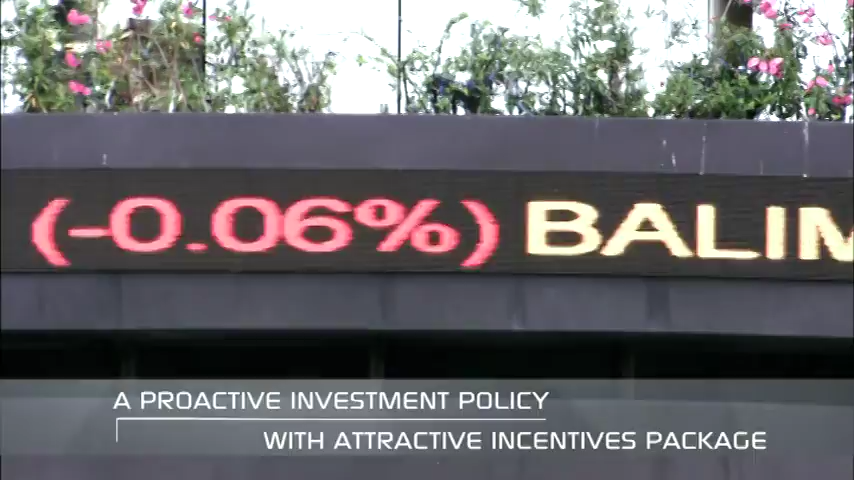 (-0.06%) BALIM
A PROACTIVE INVESTMENT POLICY
WITH ATTRACTIVE INCENTIVES PACKAGE